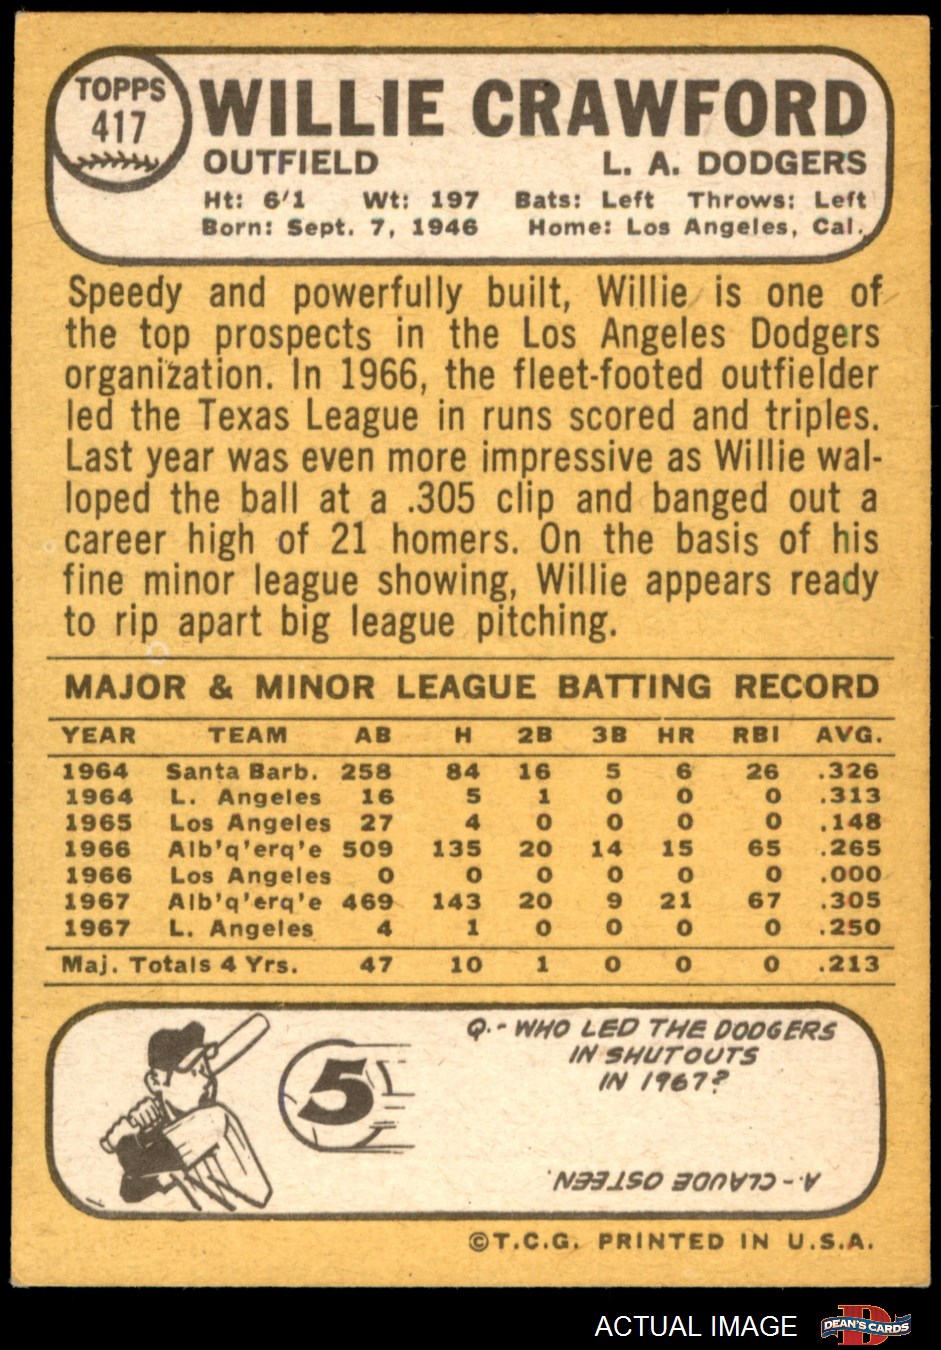 TOPPS
417
WILLIE CRAWFORD
OUTFIELD L. A. DODGERS
Ht: 6'1 Wt: 197 Bats: Left Throws: Left
Born: Sept. 7, 1946 Home: Los Angeles, Cal.
Speedy and powerfully built, Willie is one of
the top prospects in the Los Angeles Dodgers
organization. In 1966, the fleet-footed outfielder
led the Texas League in runs scored and triples.
Last year was even more impressive as Willie wal-
loped the ball at a .305 clip and banged out a
career high of 21 homers. On the basis of his
fine minor league showing, Willie appears ready
to rip apart big league pitching.
MAJOR & MINOR LEAGUE BATTING RECORD
YEAR TEAM AB H 2B 3B HR RBI AVG.
1964 Santa Barb. 258 84 16 5 6 26 .326
1964 L. Angeles 16 5 1 0 0 0 .313
1965 Los Angeles 27 4 0 0 0 0 .148
1966 Alb'q'erq'e 509 135 20 14 15 65 .265
1966 Los Angeles 0 0 0 0 0 0 .000
1967 Alb'q'erq'e 469 143 20 9 21 67 .305
1967 L. Angeles 4 1 0 0 0 0 .250
Maj. Totals 4 Yrs. 47 10 1 0 0 0 .213
5
Q.- WHO LED THE DODGERS
IN SHUTOUTS
IN 1967?
A.- CLAUDE OSTEEN.
©T.C.G. PRINTED IN U.S.A.
ACTUAL IMAGE
D
DEAN'S CARDS